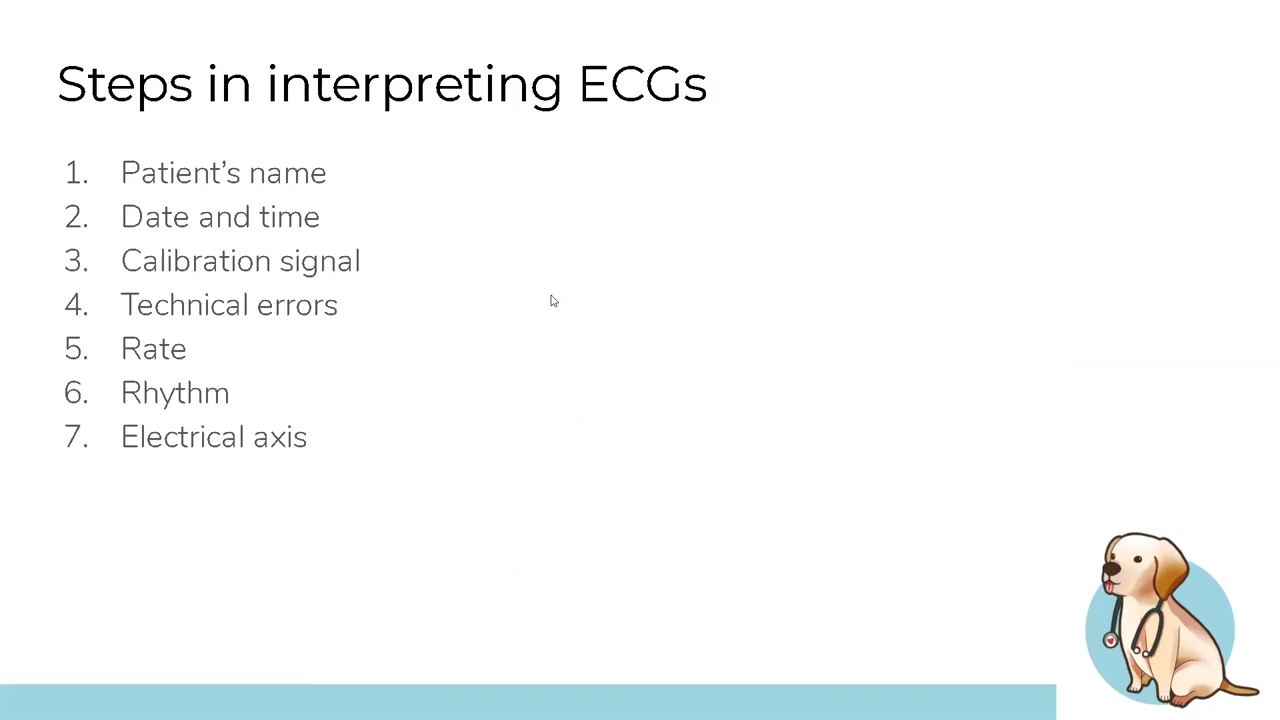 Steps in interpreting ECGs
1. Patient's name
2. Date and time
3. Calibration signal
4. Technical errors
5. Rate
6. Rhythm
7. Electrical axis